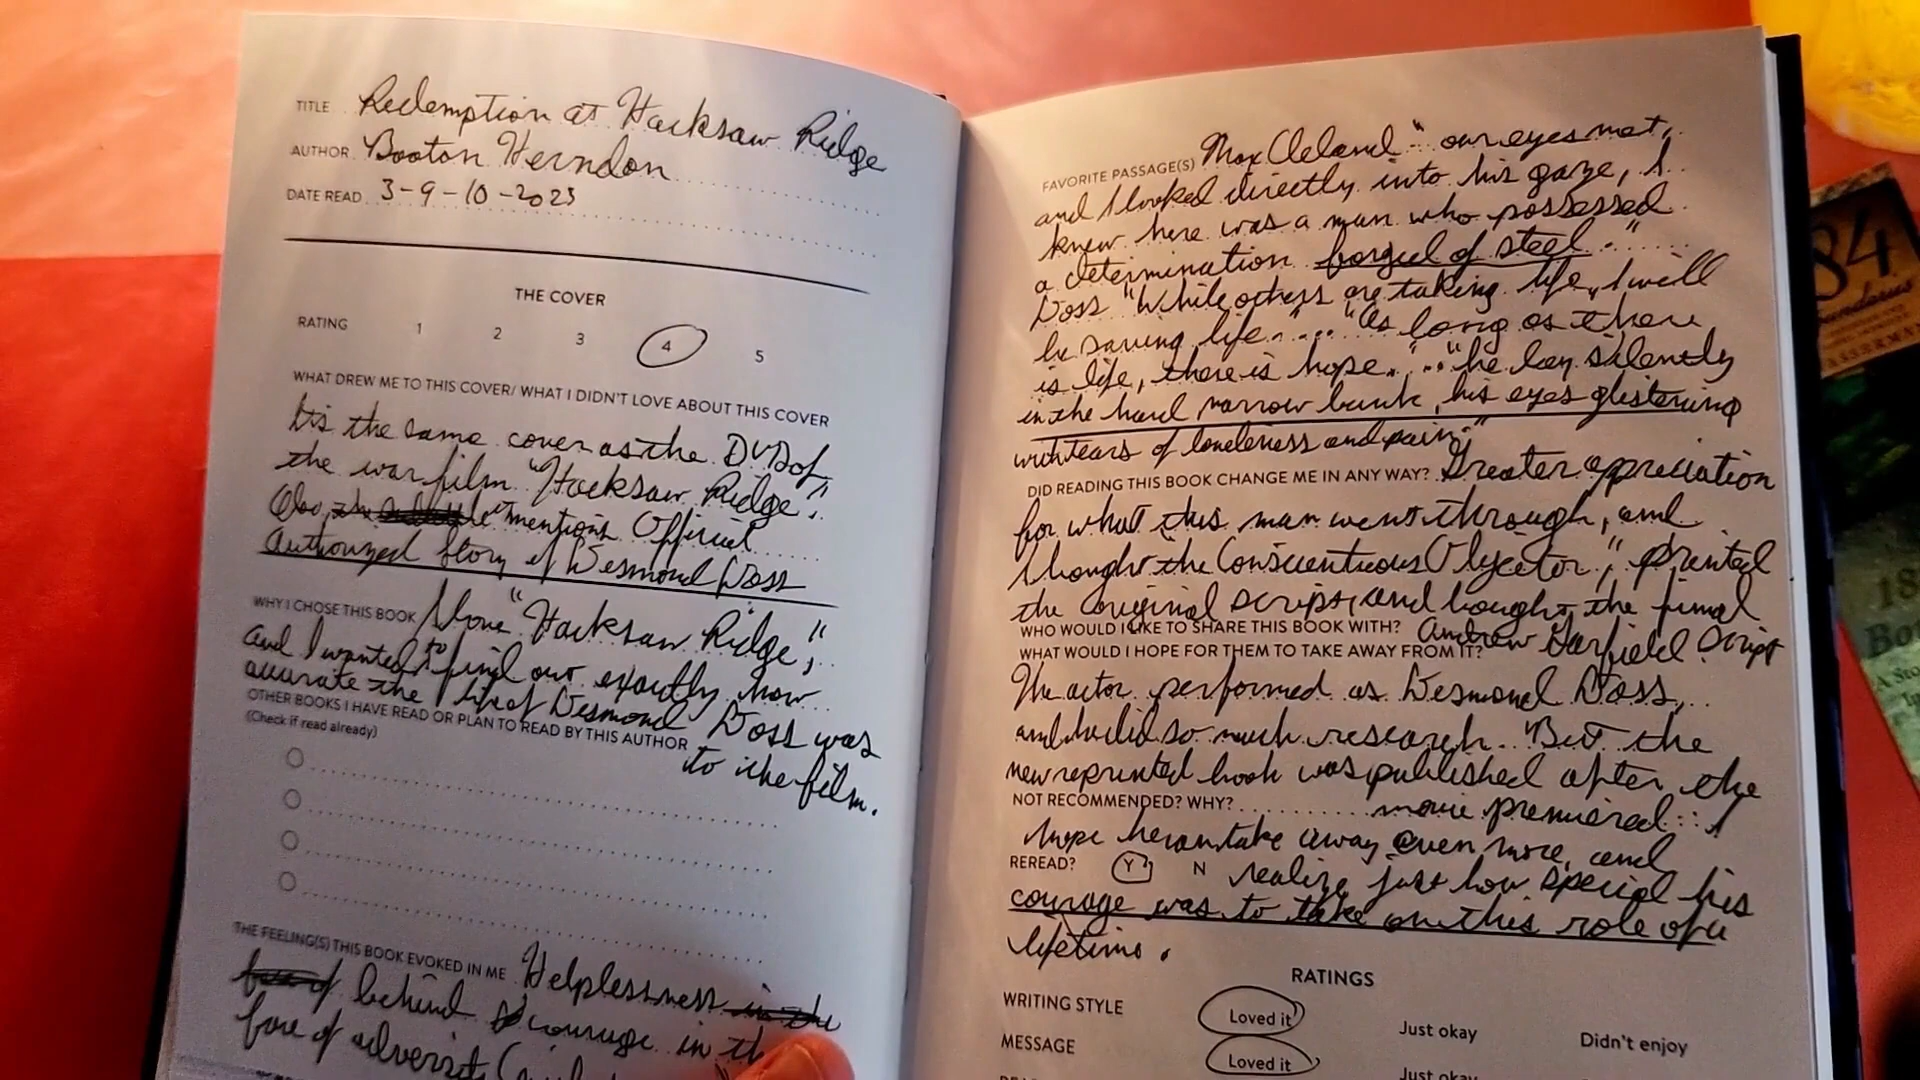 TITLE Redemption at Hacksaw Ridge
AUTHOR Booton Herndon
DATE READ 3-9-10-2023
THE COVER
RATING 1 2 3 4 5
WHAT DREW ME TO THIS COVER/ WHAT I DIDN'T LOVE ABOUT THIS COVER
It's the same cover as the DVD of
the war film "Hacksaw Ridge".
Also mentions Official
Authorized Story of Desmond Doss
WHY I CHOSE THIS BOOK I love "Hacksaw Ridge",
and I wanted to find out exactly how
accurate the life of Desmond Doss was
to the film.
OTHER BOOKS I HAVE READ OR PLAN TO READ BY THIS AUTHOR
(Check if read already)
THE FEELING(S) THIS BOOK EVOKED IN ME Helplessness in the
behind courage in th
face of adversity
FAVORITE PASSAGE(S) Max Cleland - "our eyes met,
and I looked directly into his gaze, I
knew here was a man who possessed
a determination forged of steel."
Doss "While others are taking life, I will
be saving life."... "As long as there
is life, there is hope."... "he lay silently
in the hard narrow bunk, his eyes glistening
with tears of loneliness and pain."
DID READING THIS BOOK CHANGE ME IN ANY WAY? Greater appreciation
for what this man went through, and
I bought "the Conscientious Objector", printed
the original script, and bought the final
script
WHO WOULD I LIKE TO SHARE THIS BOOK WITH? Andrew Garfield
WHAT WOULD I HOPE FOR THEM TO TAKE AWAY FROM IT?
The actor performed as Desmond Doss,
and he did so much research. But the
new reprinted book was published after the
movie premiered. I
NOT RECOMMENDED? WHY?
hope he can take away even more, and
REREAD? Y N realize just how special his
courage was to take on this role of a
lifetime.
RATINGS
WRITING STYLE Loved it Just okay Didn't enjoy
MESSAGE Loved it Just okay
84